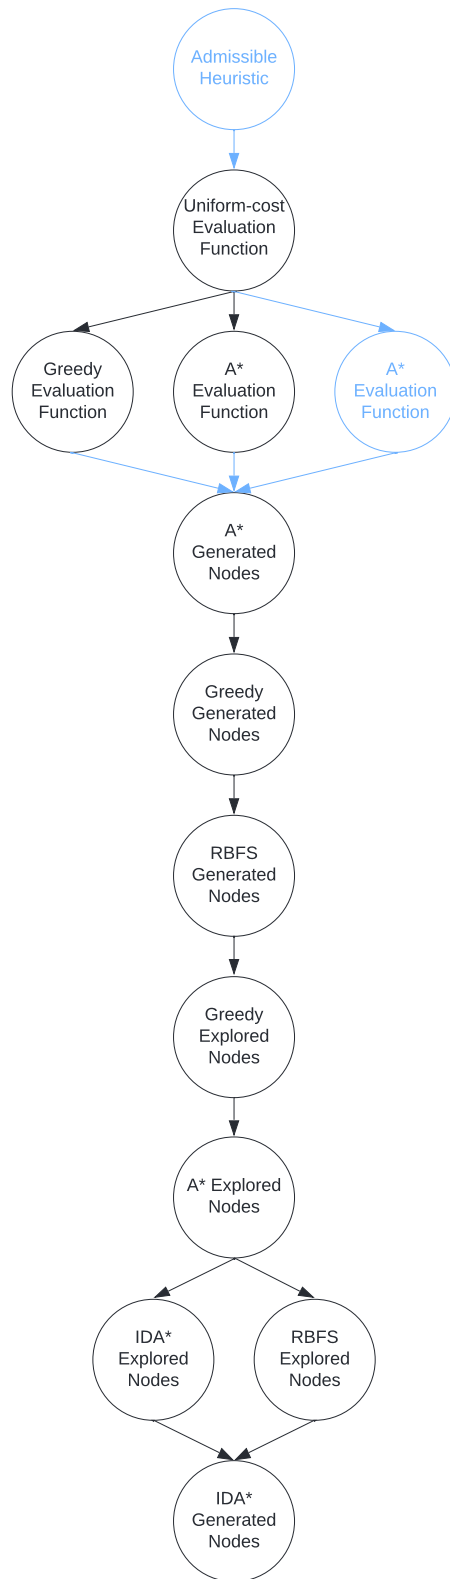 Admissible
Heuristic
Uniform-cost
Evaluation
Function
Greedy
Evaluation
Function
A*
Evaluation
Function
A*
Evaluation
Function
A*
Generated
Nodes
Greedy
Generated
Nodes
RBFS
Generated
Nodes
Greedy
Explored
Nodes
A* Explored
Nodes
IDA*
Explored
Nodes
RBFS
Explored
Nodes
IDA*
Generated
Nodes